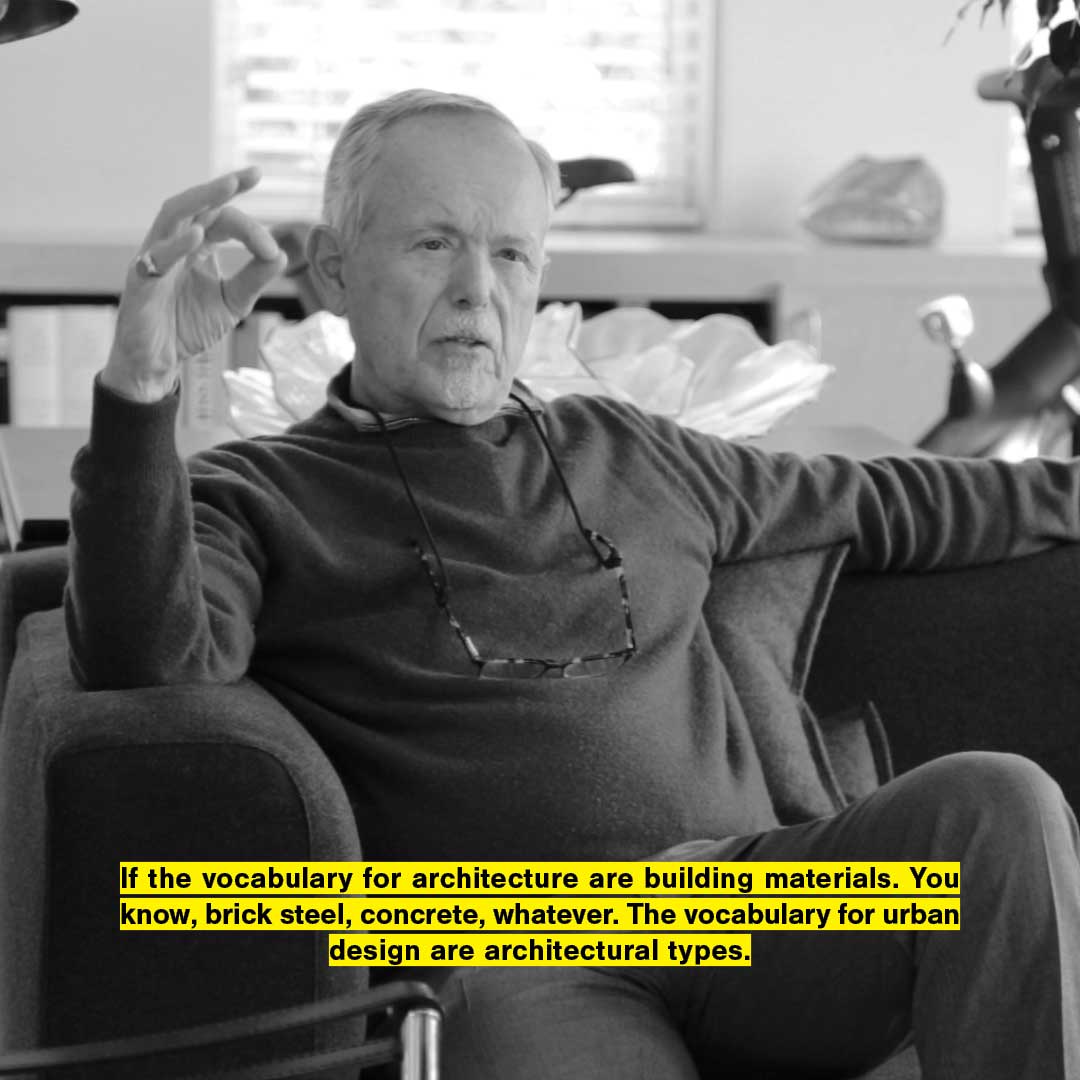 If the vocabulary for architecture are building materials. You
know, brick steel, concrete, whatever. The vocabulary for urban
design are architectural types.